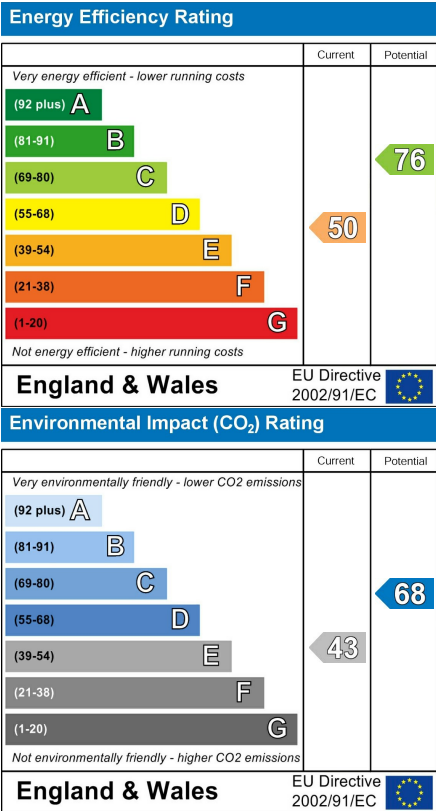 Energy Efficiency Rating
Current Potential
Very energy efficient - lower running costs
(92 plus) A
(81-91) B
(69-80) C
(55-68) D
(39-54) E
(21-38) F
(1-20) G
76
50
Not energy efficient - higher running costs
England & Wales
EU Directive
2002/91/EC
Environmental Impact (CO₂) Rating
Current Potential
Very environmentally friendly - lower CO2 emissions
(92 plus) A
(81-91) B
(69-80) C
(55-68) D
(39-54) E
(21-38) F
(1-20) G
68
43
Not environmentally friendly - higher CO2 emissions
England & Wales
EU Directive
2002/91/EC